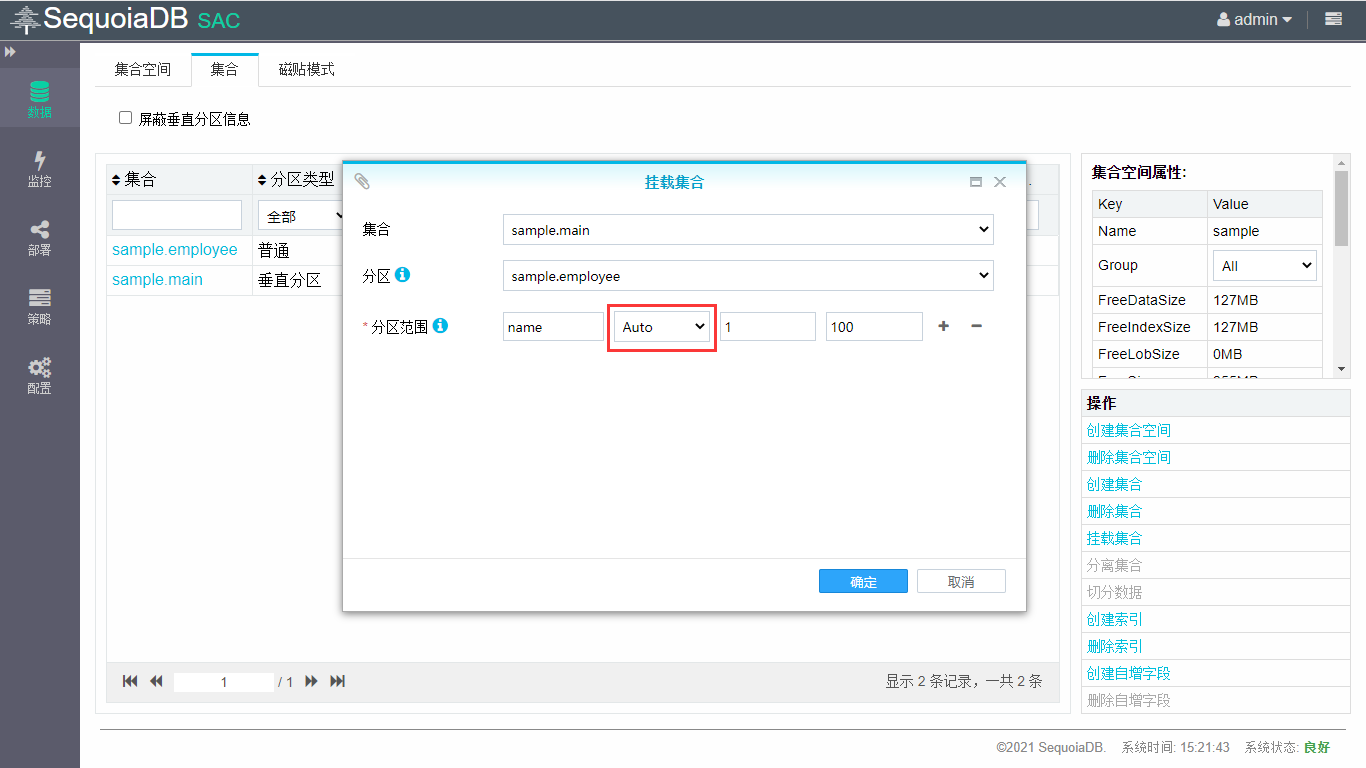 SequoiaDB SAC
admin
集合空间 集合 磁贴模式
数据
监控
部署
策略
配置
屏蔽垂直分区信息
集合 分区类型
全部
sample.employee 普通
sample.main 垂直分区
挂载集合
集合 sample.main
分区 sample.employee
*分区范围 name Auto 1 100
确定 取消
1 / 1
显示 2 条记录，一共 2 条
集合空间属性:
Key Value
Name sample
Group All
FreeDataSize 127MB
FreeIndexSize 127MB
FreeLobSize 0MB
操作
创建集合空间
删除集合空间
创建集合
删除集合
挂载集合
分离集合
切分数据
创建索引
删除索引
创建自增字段
删除自增字段
©2021 SequoiaDB. 系统时间: 15:21:43 系统状态: 良好